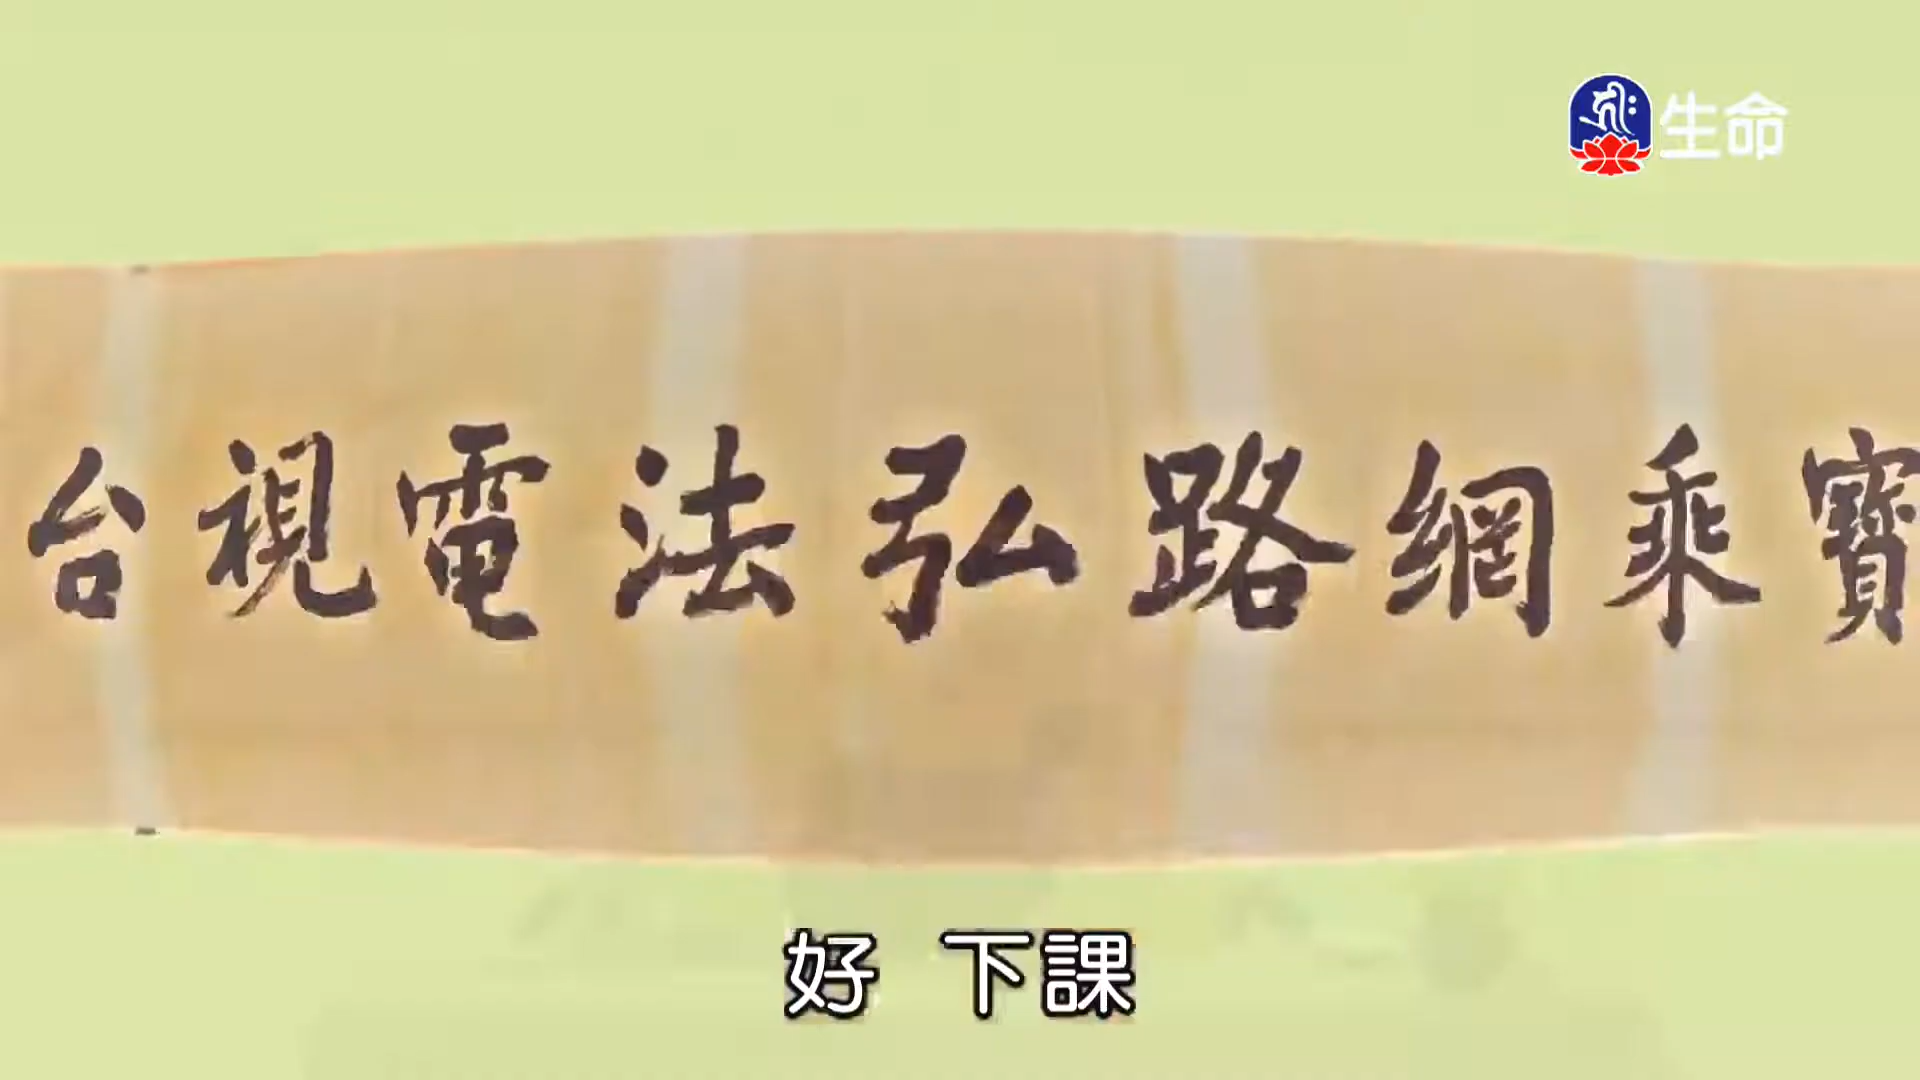 生命
寶乘網路弘法電視台
好 下課